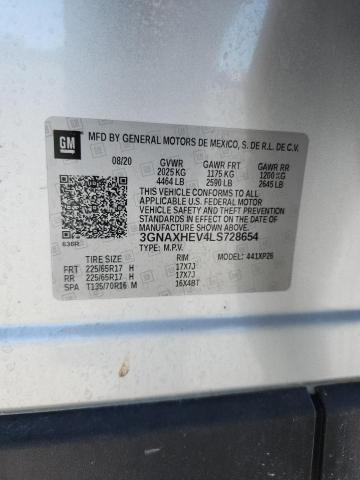 GM
MFD BY GENERAL MOTORS DE MEXICO, S. DE R.L. DE C.V.
08/20 GVWR GAWR FRT GAWR RR
2025 KG 1175 KG 1200 KG
4464 LB 2590 LB 2645 LB
THIS VEHICLE CONFORMS TO ALL
APPLICABLE U.S. FEDERAL MOTOR VEHICLE
SAFETY, BUMPER, AND THEFT PREVENTION
STANDARDS IN EFFECT ON THE DATE OF
MANUFACTURE SHOWN ABOVE.
3GNAXHEV4LS728654
636R TYPE: M.P.V.
TIRE SIZE RIM MODEL: 441XP26
FRT 225/65R17 H 17X7J
RR 225/65R17 H 17X7J
SPA T135/70R16 M 16X4BT